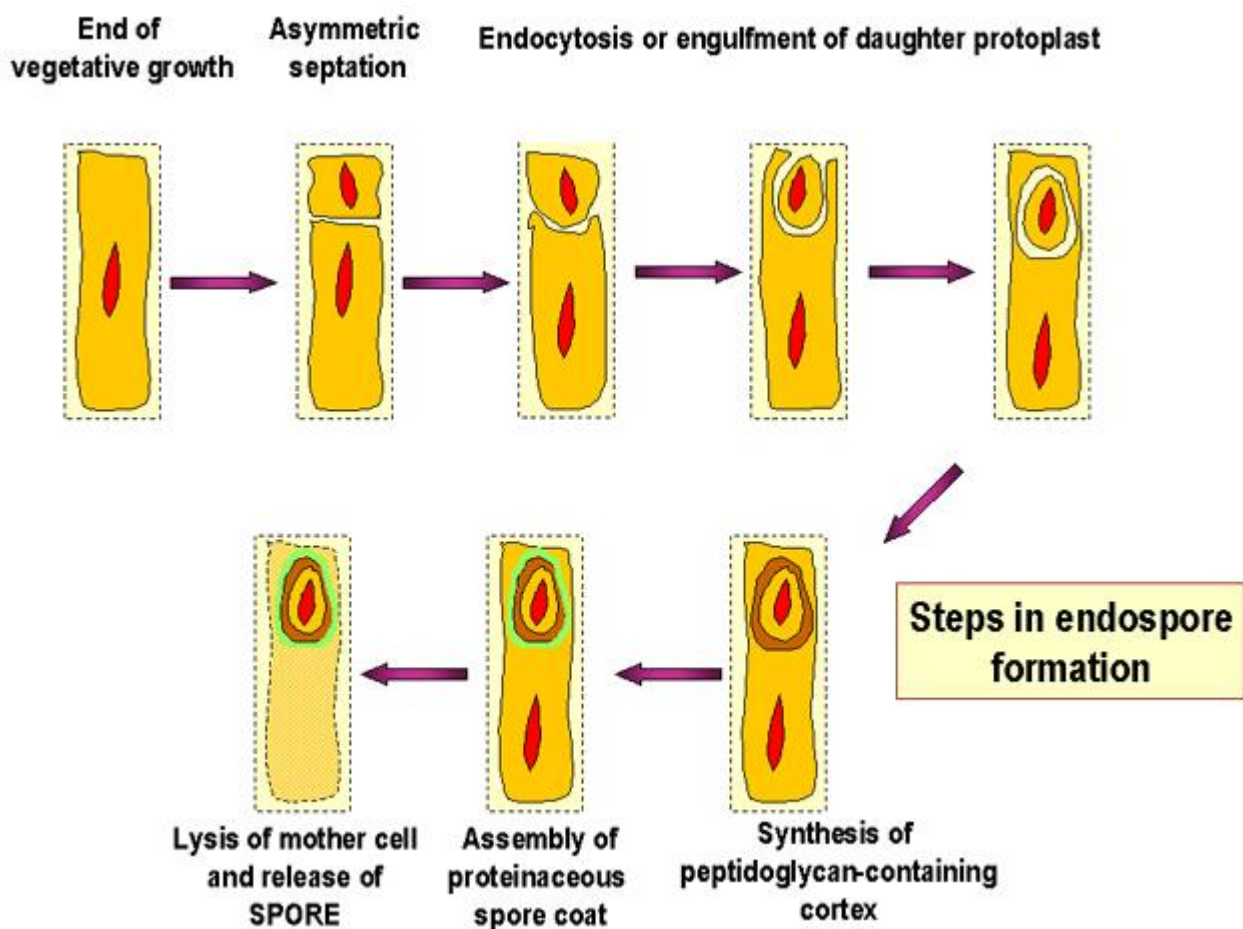 End of
vegetative growth
Asymmetric
septation
Endocytosis or engulfment of daughter protoplast
Steps in endospore
formation
Lysis of mother cell
and release of
SPORE
Assembly of
proteinaceous
spore coat
Synthesis of
peptidoglycan-containing
cortex